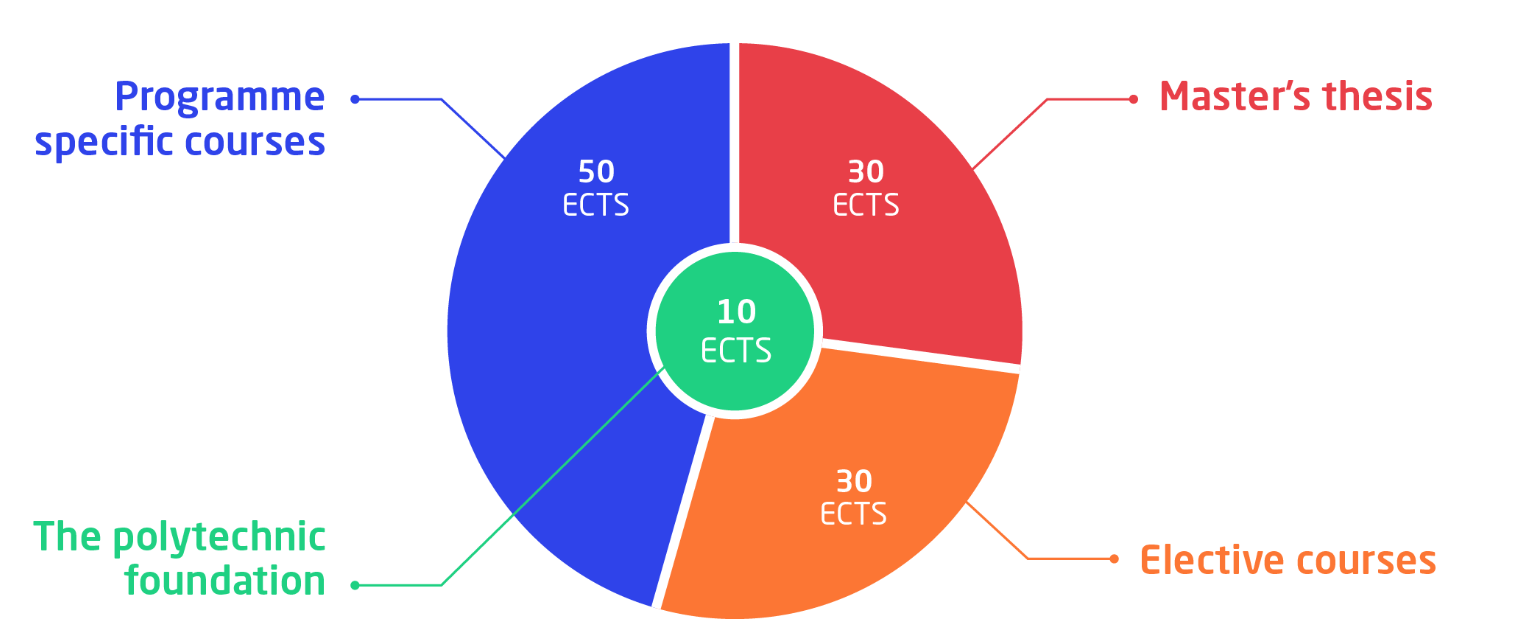 Programme
specific courses
50
ECTS
30
ECTS
Master's thesis
10
ECTS
30
ECTS
The polytechnic
foundation
Elective courses